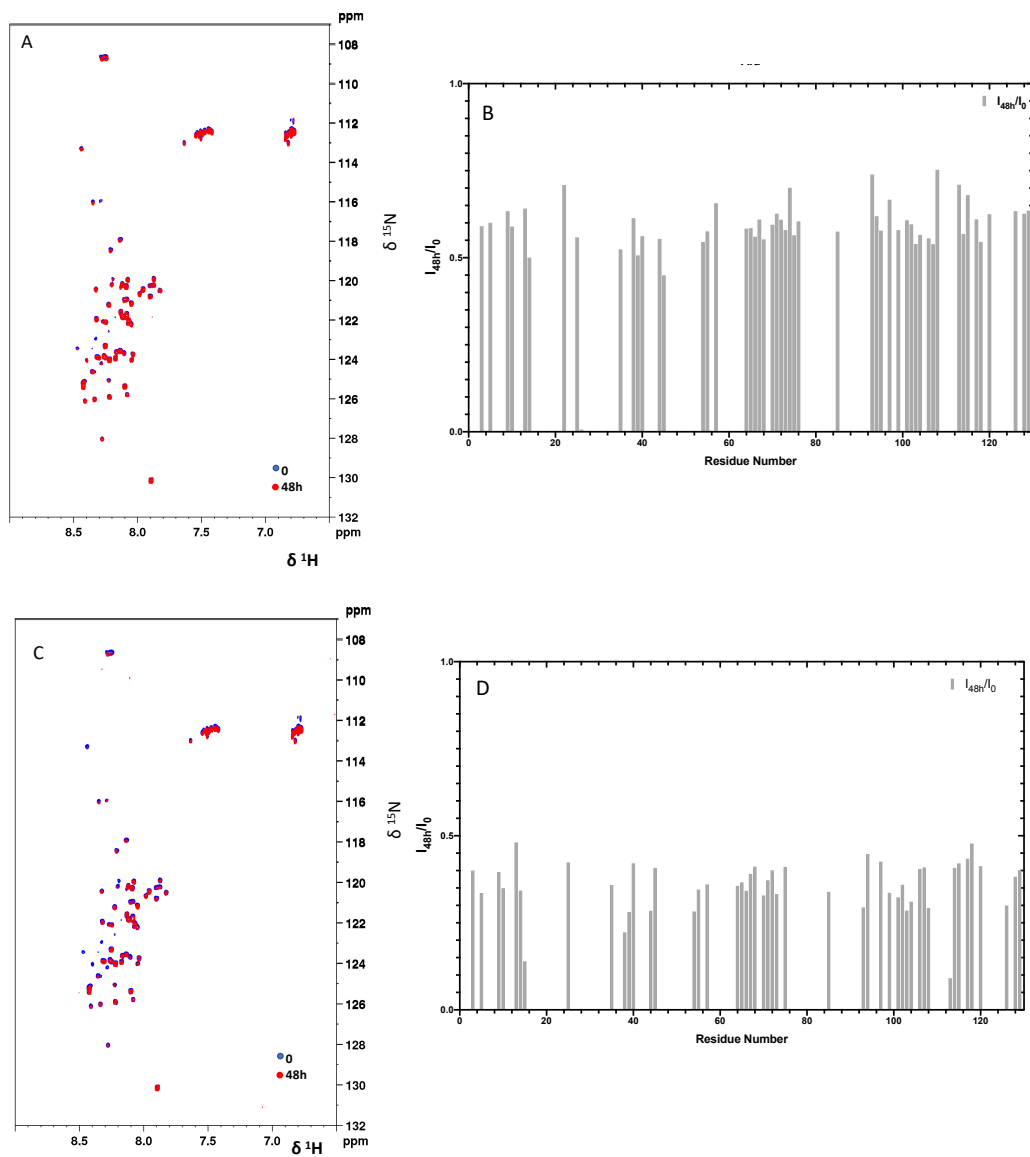 A
ppm
108
110
112
114
116
118
120
122
124
126
128
130
132
δ 15N
0
48h
8.5
8.0
7.5
7.0
ppm
δ 1H
B
I48h/I0
1.0
0.5
0.0
I48h/I0
0
20
40
60
80
100
120
Residue Number
C
ppm
108
110
112
114
116
118
120
122
124
126
128
130
132
δ 15N
0
48h
8.5
8.0
7.5
7.0
ppm
δ 1H
D
I48h/I0
1.0
0.5
0.0
I48h/I0
0
20
40
60
80
100
120
Residue Number